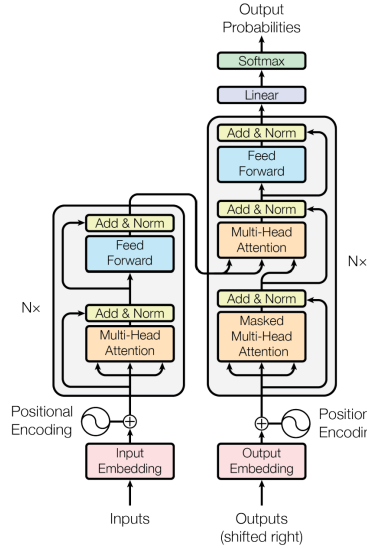 Output
Probabilities
Softmax
Linear
Add & Norm
Feed
Forward
Add & Norm
Multi-Head
Attention
Add & Norm
Masked
Multi-Head
Attention
N×
Positio
Encodin
Output
Embedding
Outputs
(shifted right)
Add & Norm
Feed
Forward
Add & Norm
Multi-Head
Attention
N×
Positional
Encoding
Input
Embedding
Inputs